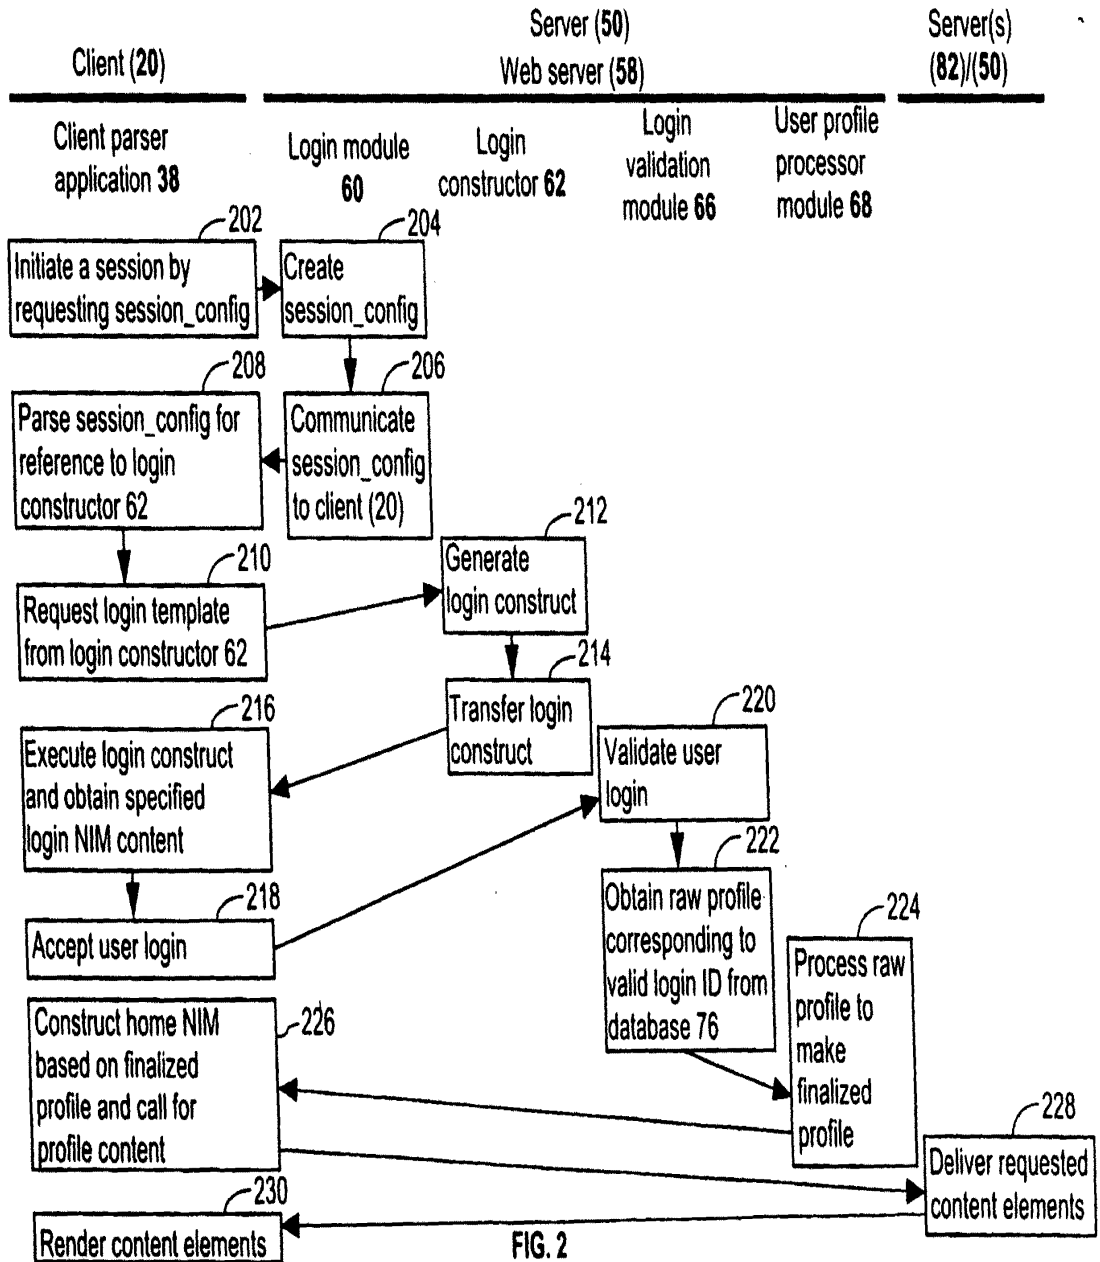 Client (20)
Server (50)
Web server (58)
Server(s)
(82)/(50)
Client parser
application 38
Login module
60
Login
constructor 62
Login
validation
module 66
User profile
processor
module 68
202
Initiate a session by
requesting session_config
204
Create
session_config
206
Communicate
session_config
to client (20)
208
Parse session_config for
reference to login
constructor 62
210
Request login template
from login constructor 62
212
Generate
login construct
214
Transfer login
construct
216
Execute login construct
and obtain specified
login NIM content
218
Accept user login
220
Validate user
login
222
Obtain raw profile
corresponding to
valid login ID from
database 76
224
Process raw
profile to
make
finalized
profile
226
Construct home NIM
based on finalized
profile and call for
profile content
228
Deliver requested
content elements
230
Render content elements
FIG. 2